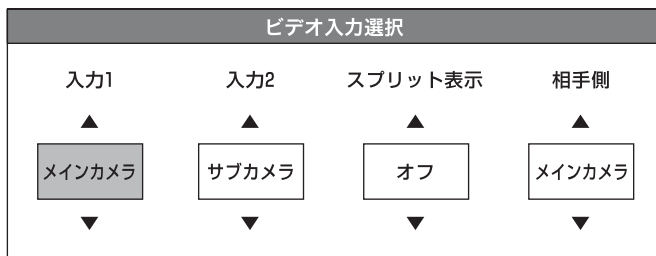 ビデオ入力選択
入力1 入力2 スプリット表示 相手側
▲ ▲ ▲ ▲
メインカメラ サブカメラ オフ メインカメラ
▼ ▼ ▼ ▼